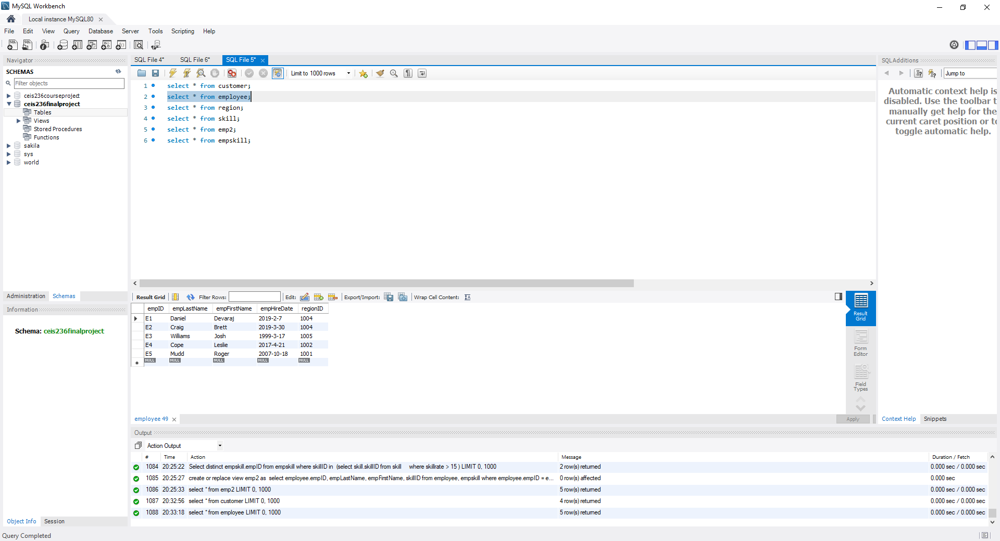 MySQL Workbench
Local instance MySQL80
File Edit View Query Database Server Tools Scripting Help
Navigator
SCHEMAS
Filter objects
ceis236courseproject
ceis236finalproject
Tables
Views
Stored Procedures
Functions
sakila
sys
world
Administration Schemas
Information
Schema: ceis236finalproject
Object Info Session
SQL File 4* SQL File 6* SQL File 5*
Limit to 1000 rows
1 select * from customer;
2 select * from employee;
3 select * from region;
4 select * from skill;
5 select * from emp2;
6 select * from empskill;
Result Grid Filter Rows: Edit: Export/Import: Wrap Cell Content:
empID empLastName empFirstName empHireDate regionID
E1 Daniel Devaraj 2019-2-7 1004
E2 Craig Brett 2019-3-30 1004
E3 Williams Josh 1999-3-17 1005
E4 Cope Leslie 2017-4-21 1002
E5 Mudd Roger 2007-10-18 1001
NULL NULL NULL NULL NULL
Result
Grid
Form
Editor
Field
Types
employee 49
Apply
SQLAdditions
Jump to
Automatic context help is
disabled. Use the toolbar t
manually get help for the
current caret position or to
toggle automatic help.
Context Help Snippets
Output
Action Output
# Time Action Message Duration / Fetch
1084 20:25:22 Select distinct empskill.empID from empskill where skillID in (select skill.skillID from skill where skillrate > 15 ) LIMIT 0, 1000 2 row(s) returned 0.000 sec / 0.000 sec
1085 20:25:27 create or replace view emp2 as select employee.empID, empLastName, empFirstName, skillID from employee, empskill where employee.empID = e... 0 row(s) affected 0.000 sec
1086 20:25:33 select * from emp2 LIMIT 0, 1000 5 row(s) returned 0.000 sec / 0.000 sec
1087 20:32:56 select * from customer LIMIT 0, 1000 4 row(s) returned 0.000 sec / 0.000 sec
1088 20:33:18 select * from employee LIMIT 0, 1000 5 row(s) returned 0.000 sec / 0.000 sec
Query Completed